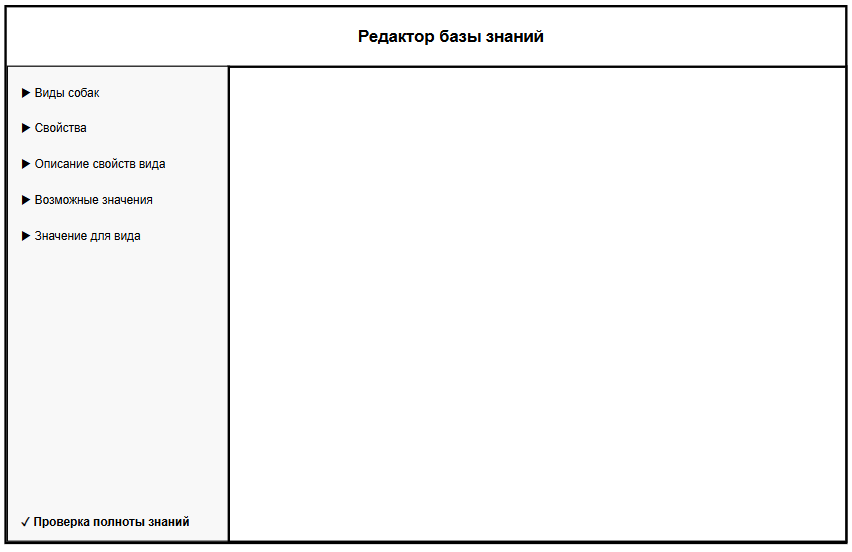 Редактор базы знаний
▶ Виды собак
▶ Свойства
▶ Описание свойств вида
▶ Возможные значения
▶ Значение для вида
✓ Проверка полноты знаний